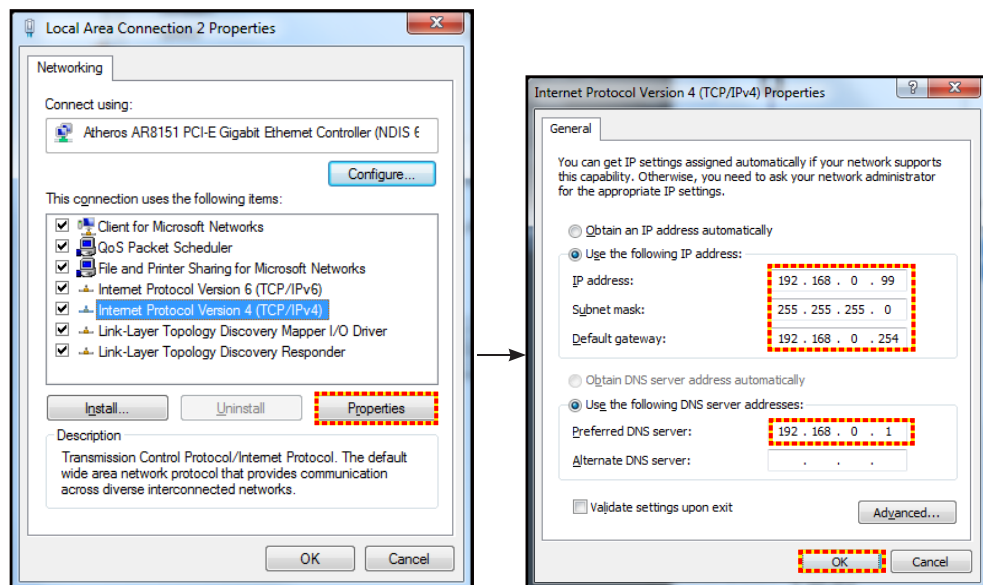 Local Area Connection 2 Properties
Networking
Connect using:
Atheros AR8151 PCI-E Gigabit Ethernet Controller (NDIS 6
Configure...
This connection uses the following items:
Client for Microsoft Networks
QoS Packet Scheduler
File and Printer Sharing for Microsoft Networks
Internet Protocol Version 6 (TCP/IPv6)
Internet Protocol Version 4 (TCP/IPv4)
Link-Layer Topology Discovery Mapper I/O Driver
Link-Layer Topology Discovery Responder
Install...
Uninstall
Properties
Description
Transmission Control Protocol/Internet Protocol. The default
wide area network protocol that provides communication
across diverse interconnected networks.
OK
Cancel
Internet Protocol Version 4 (TCP/IPv4) Properties
General
You can get IP settings assigned automatically if your network supports
this capability. Otherwise, you need to ask your network administrator
for the appropriate IP settings.
Obtain an IP address automatically
Use the following IP address:
IP address: 192 . 168 . 0 . 99
Subnet mask: 255 . 255 . 255 . 0
Default gateway: 192 . 168 . 0 . 254
Obtain DNS server address automatically
Use the following DNS server addresses:
Preferred DNS server: 192 . 168 . 0 . 1
Alternate DNS server: . . .
Validate settings upon exit
Advanced...
OK
Cancel